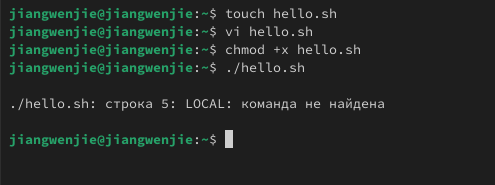 jiangwenjie@jiangwenjie:~$ touch hello.sh
jiangwenjie@jiangwenjie:~$ vi hello.sh
jiangwenjie@jiangwenjie:~$ chmod +x hello.sh
jiangwenjie@jiangwenjie:~$ ./hello.sh
./hello.sh: строка 5: LOCAL: команда не найдена
jiangwenjie@jiangwenjie:~$